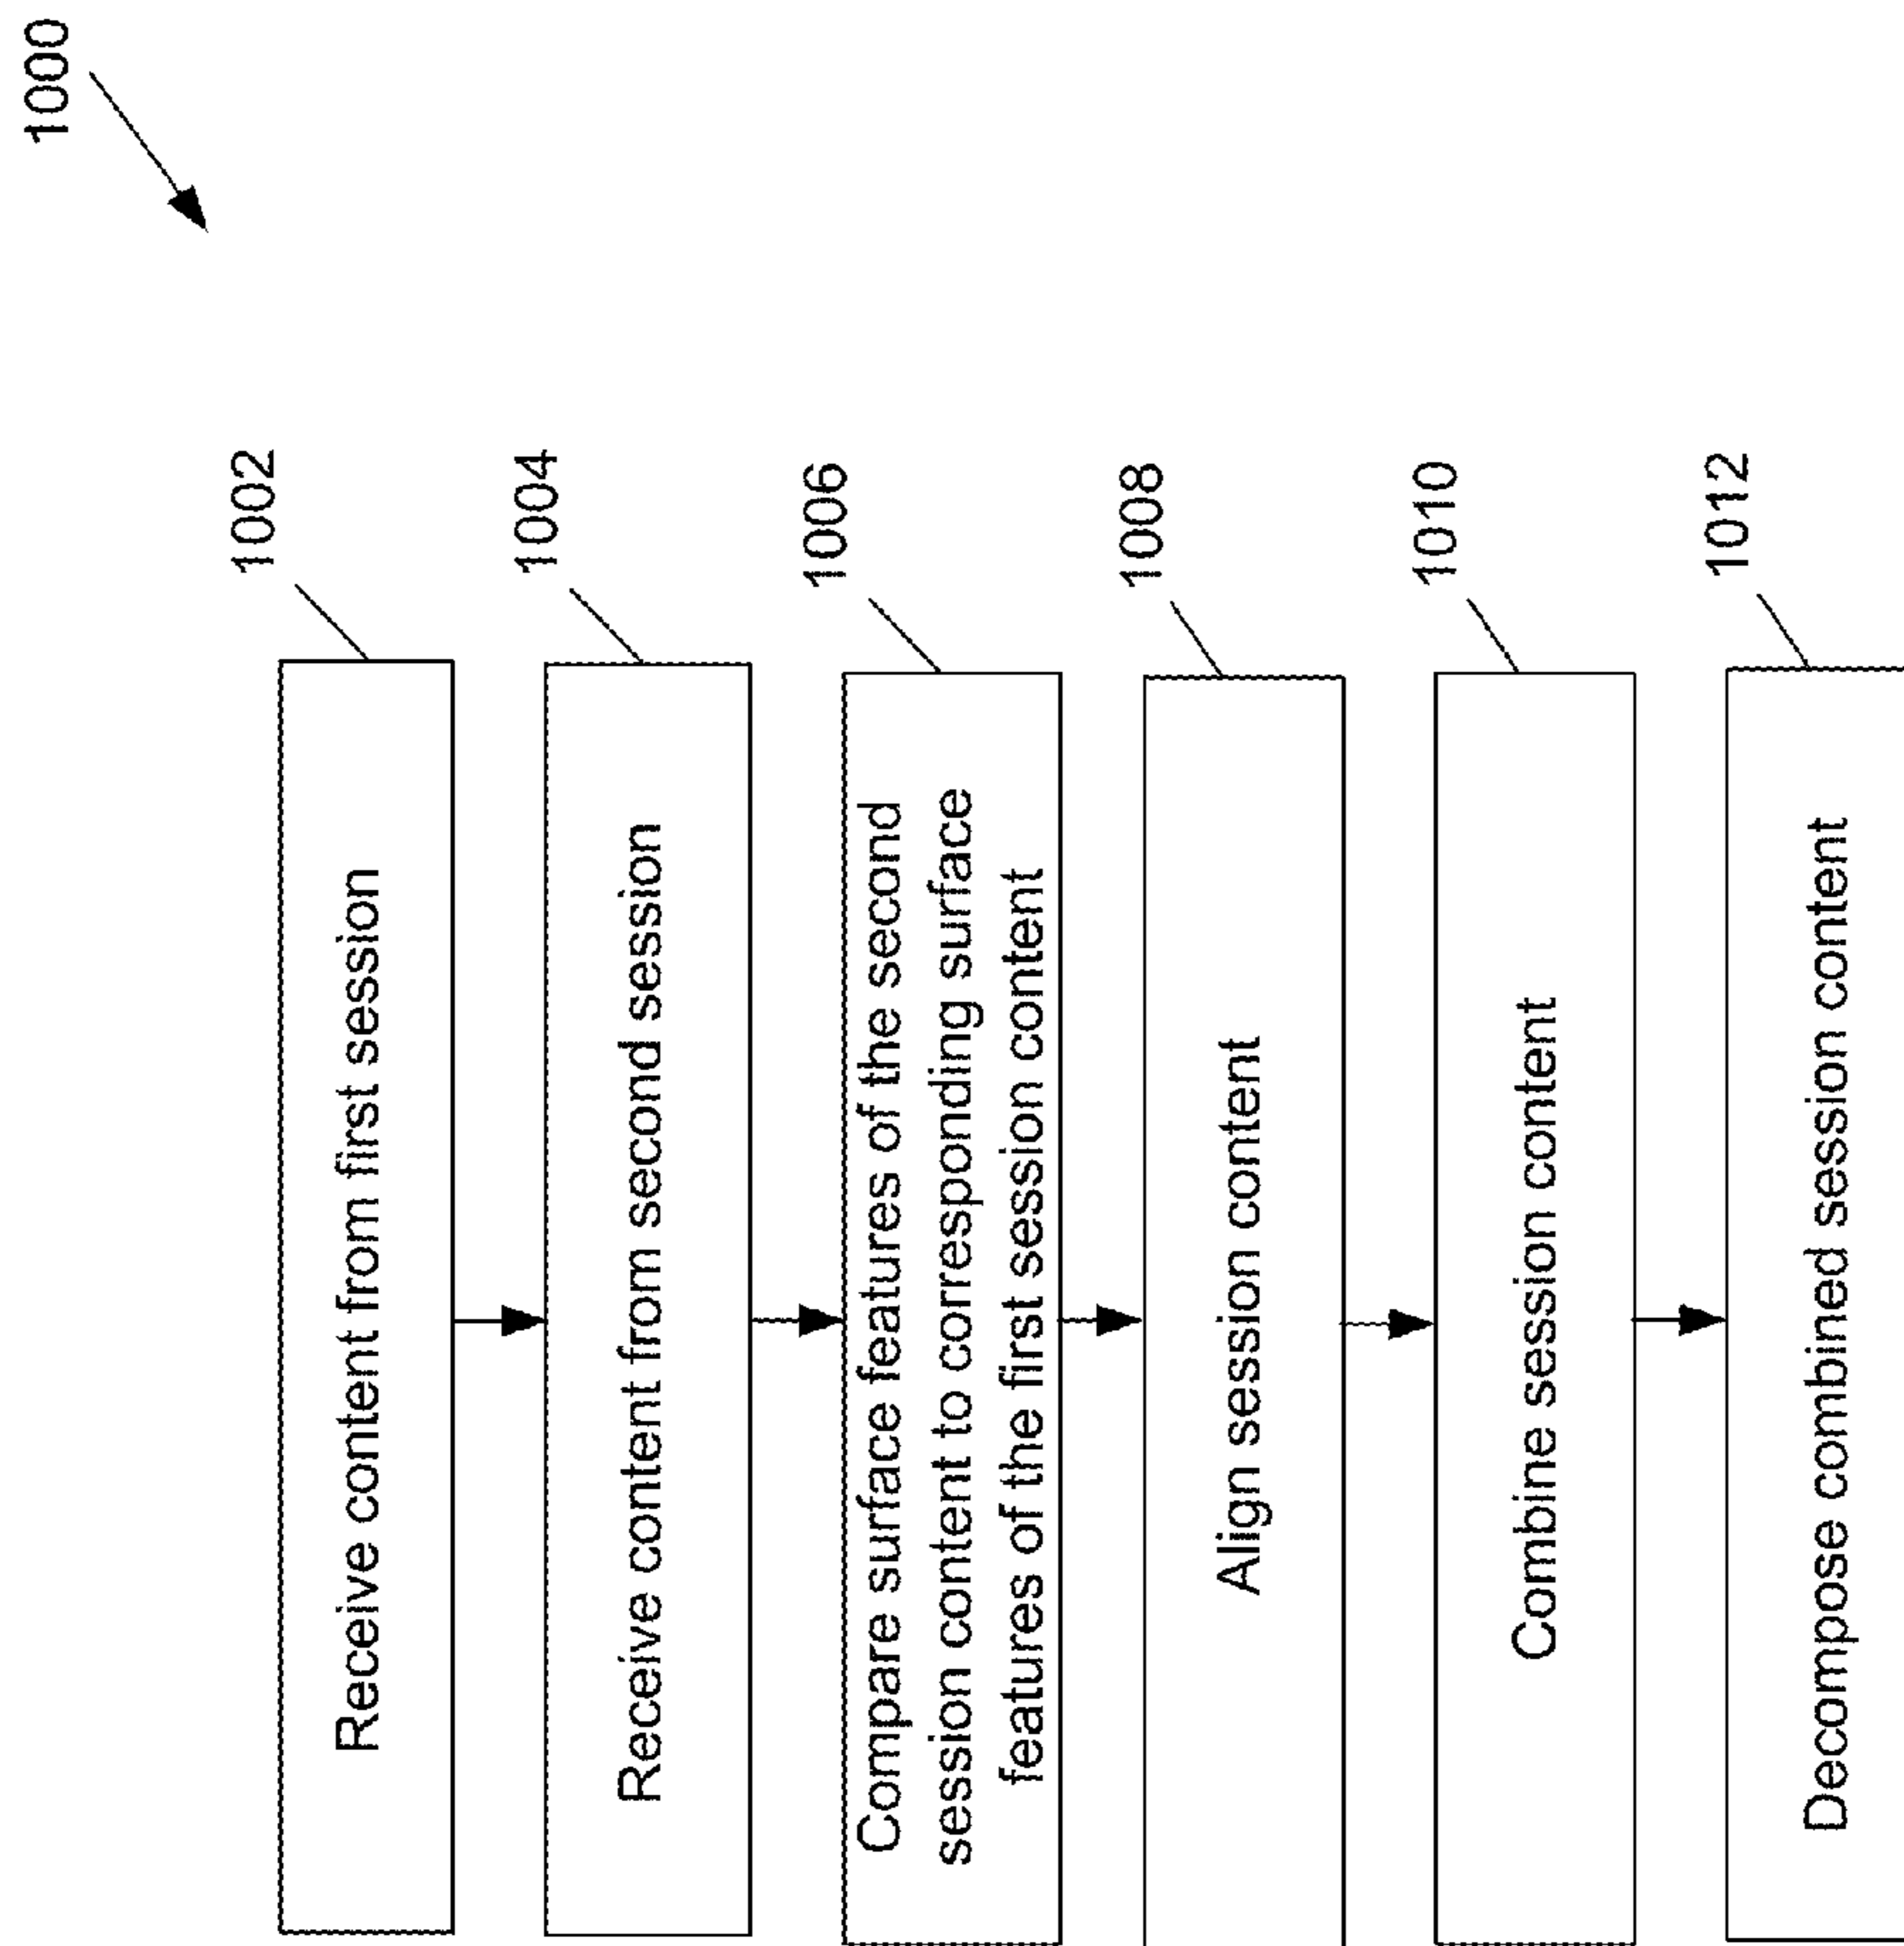 1000
1002
Receive content from first session
1004
Receive content from second session
1006
Compare surface features of the second
session content to corresponding surface
features of the first session content
1008
Align session content
1010
Combine session content
1012
Decompose combined session content